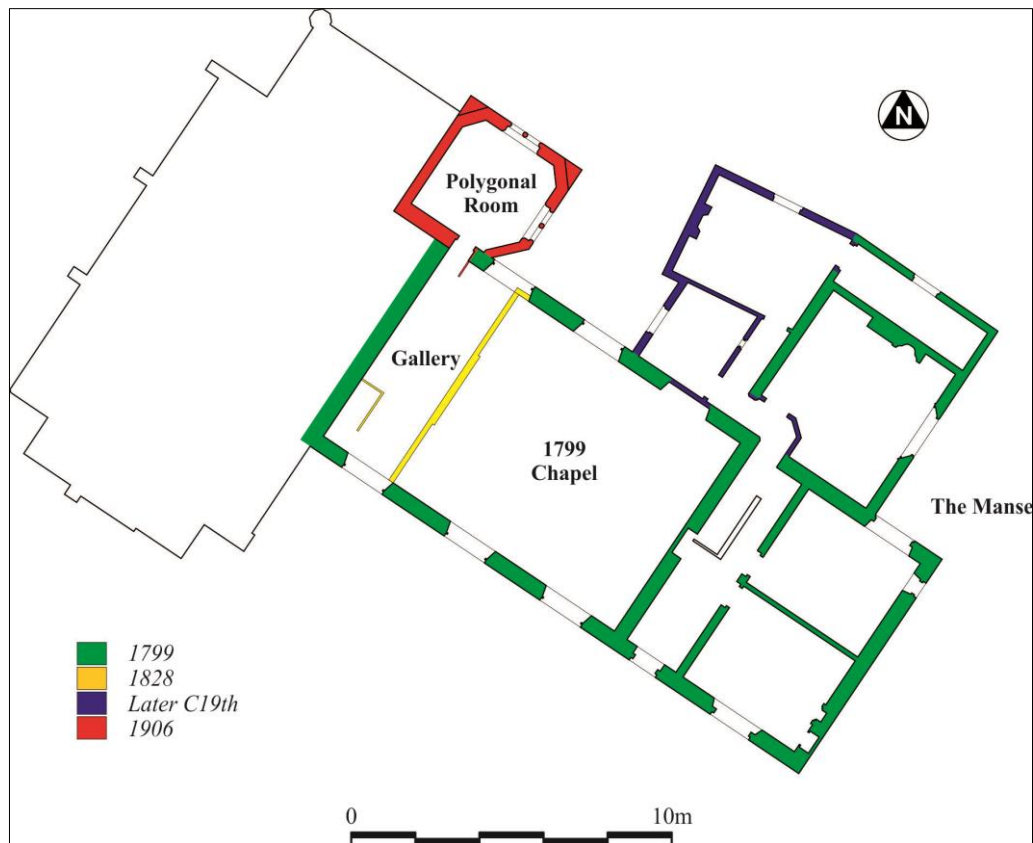 N
Polygonal
Room
Gallery
1799
Chapel
The Manse
1799
1828
Later C19th
1906
0
10m